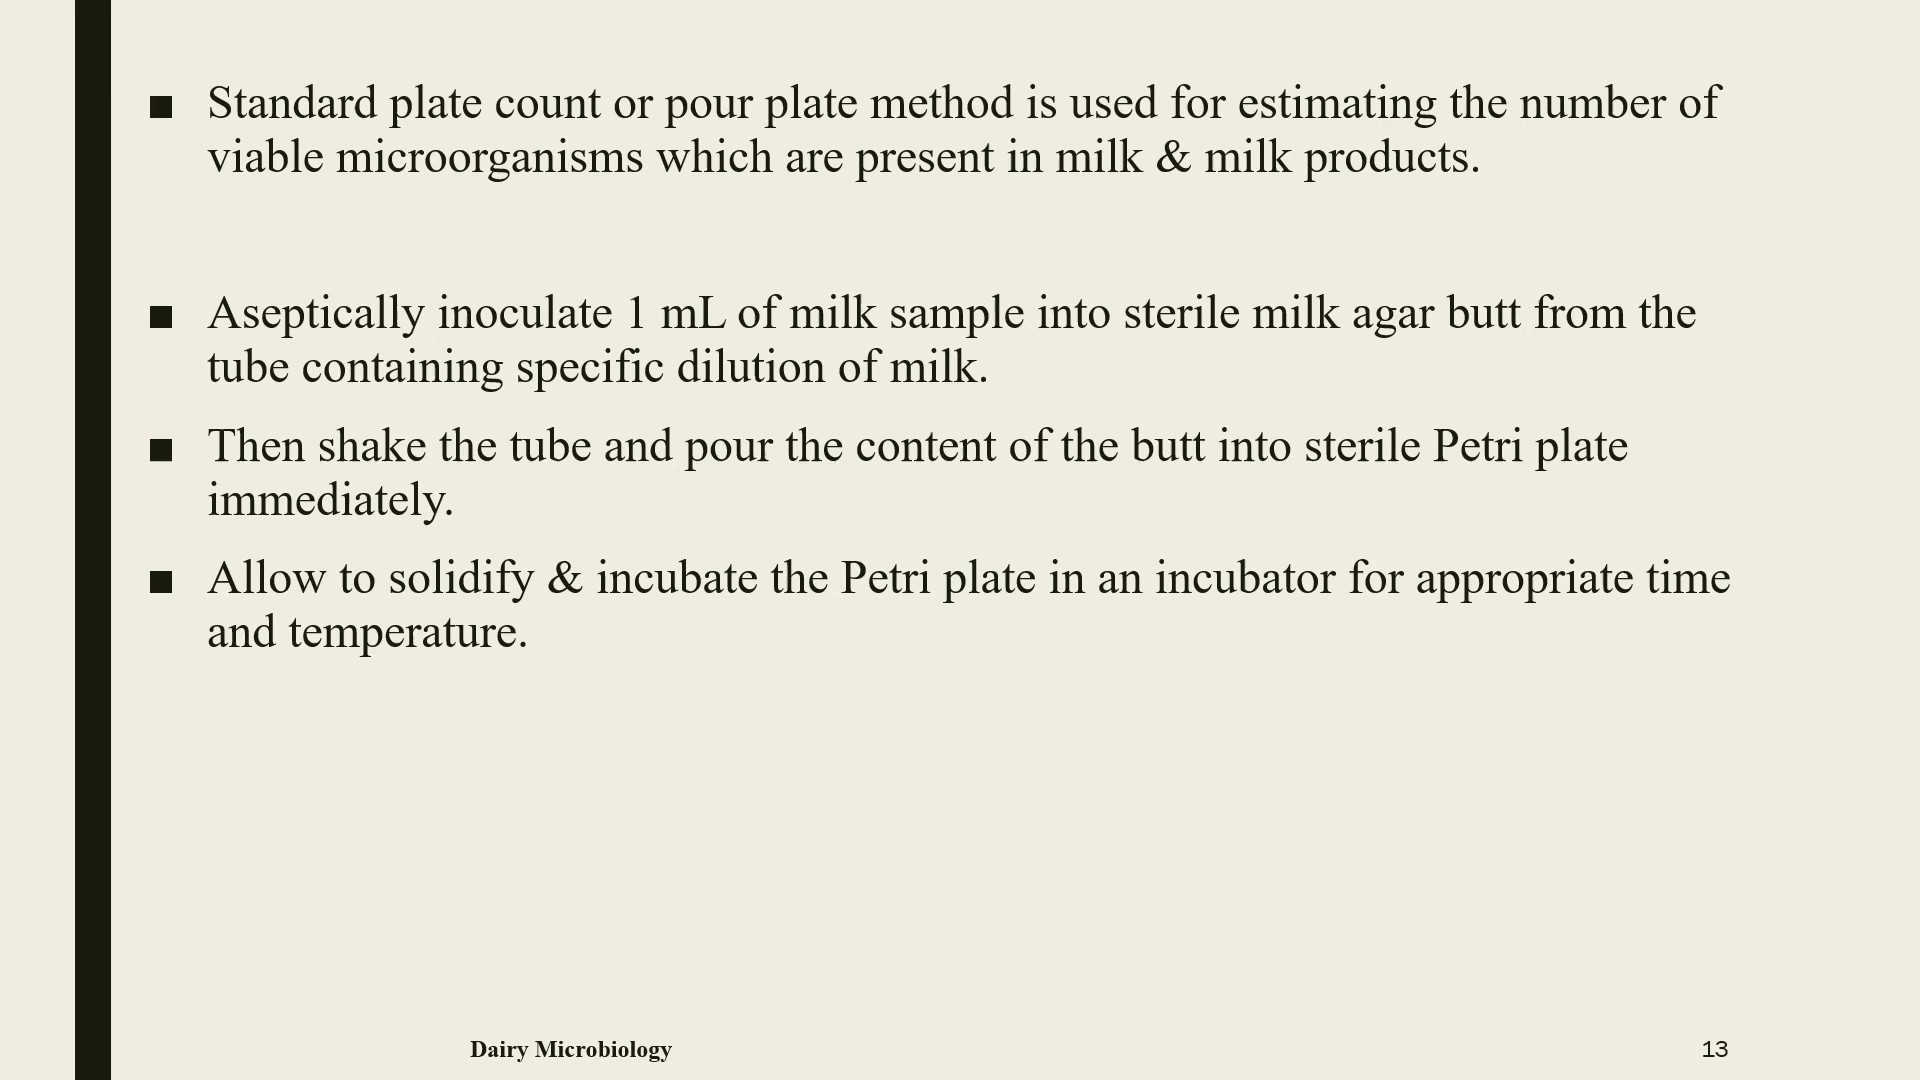 ■ Standard plate count or pour plate method is used for estimating the number of
viable microorganisms which are present in milk & milk products.
■ Aseptically inoculate 1 mL of milk sample into sterile milk agar butt from the
tube containing specific dilution of milk.
■ Then shake the tube and pour the content of the butt into sterile Petri plate
immediately.
■ Allow to solidify & incubate the Petri plate in an incubator for appropriate time
and temperature.
Dairy Microbiology
13